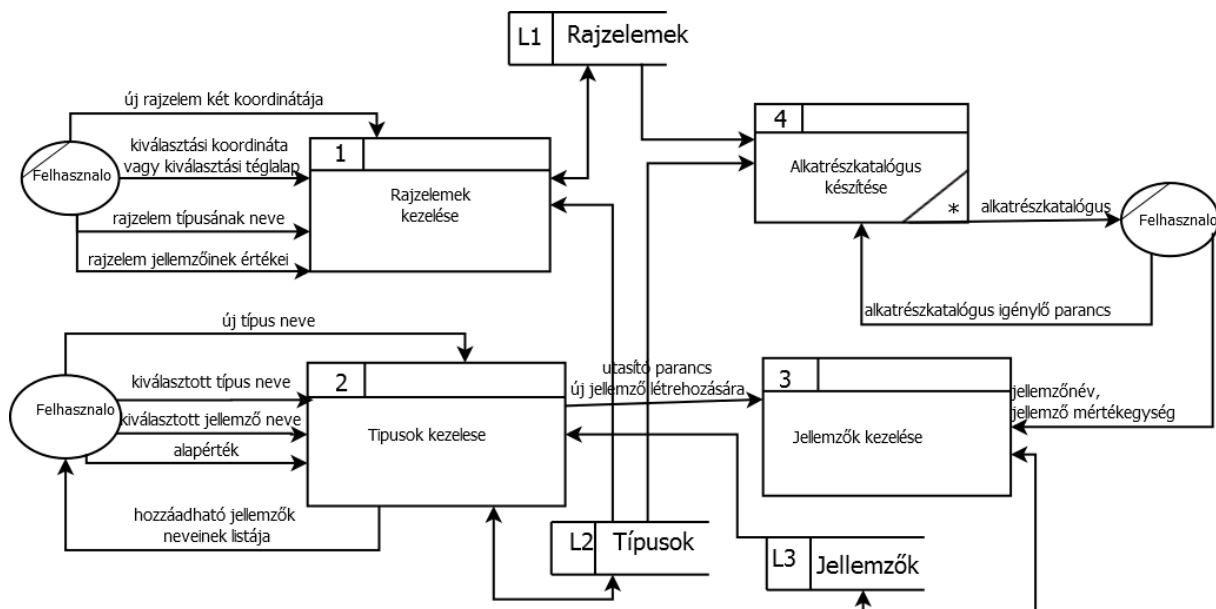 L1 Rajzelemek
új rajzelem két koordinátája
4
kiválasztási koordináta
vagy kiválasztási téglalap
1
Felhasznalo
Rajzelemek
kezelése
Alkatrészkatalógus
készítése
*
alkatrészkatalógus
Felhasznalo
rajzelem típusának neve
rajzelem jellemzőinek értékei
alkatrészkatalógus igénylő parancs
új típus neve
utasító parancs
új jellemző létrehozására
2
3
kiválasztott típus neve
Felhasznalo
kiválasztott jellemző neve
alapérték
Tipusok kezelese
Jellemzők kezelése
jellemzőnév,
jellemző mértékegység
hozzáadható jellemzők
neveinek listája
L2 Típusok
L3 Jellemzők